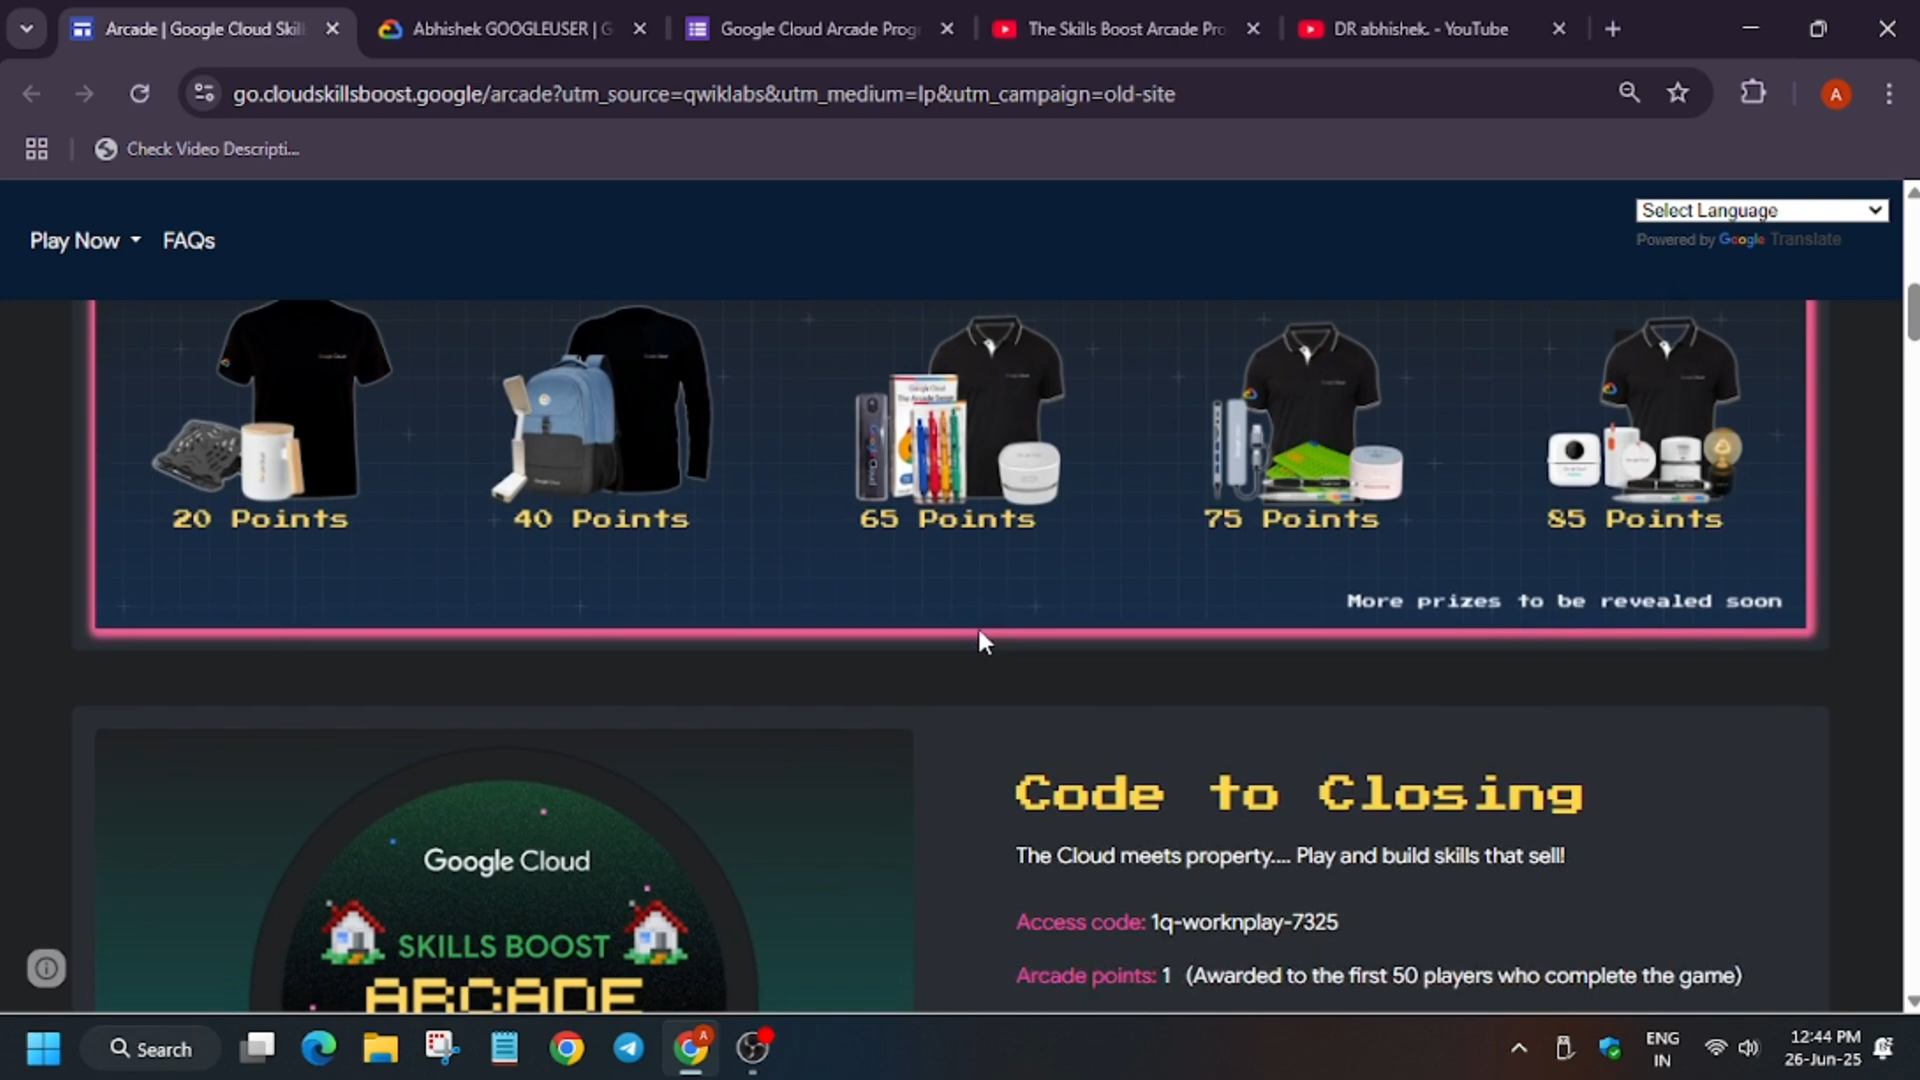 Arcade | Google Cloud Skill
Abhishek GOOGLEUSER | G
Google Cloud Arcade Prog
The Skills Boost Arcade Pro
DR abhishek. - YouTube
go.cloudskillsboost.google/arcade?utm_source=qwiklabs&utm_medium=lp&utm_campaign=old-site
A
Check Video Descripti...
Play Now
FAQs
Select Language
Powered by Google Translate
20 Points
40 Points
65 Points
75 Points
85 Points
More prizes to be revealed soon
Code to Closing
The Cloud meets property.... Play and build skills that sell!
Access code: 1q-worknplay-7325
Arcade points: 1 (Awarded to the first 50 players who complete the game)
Google Cloud
SKILLS BOOST
ARCADE
Search
A
ENG
IN
12:44 PM
26-Jun-25